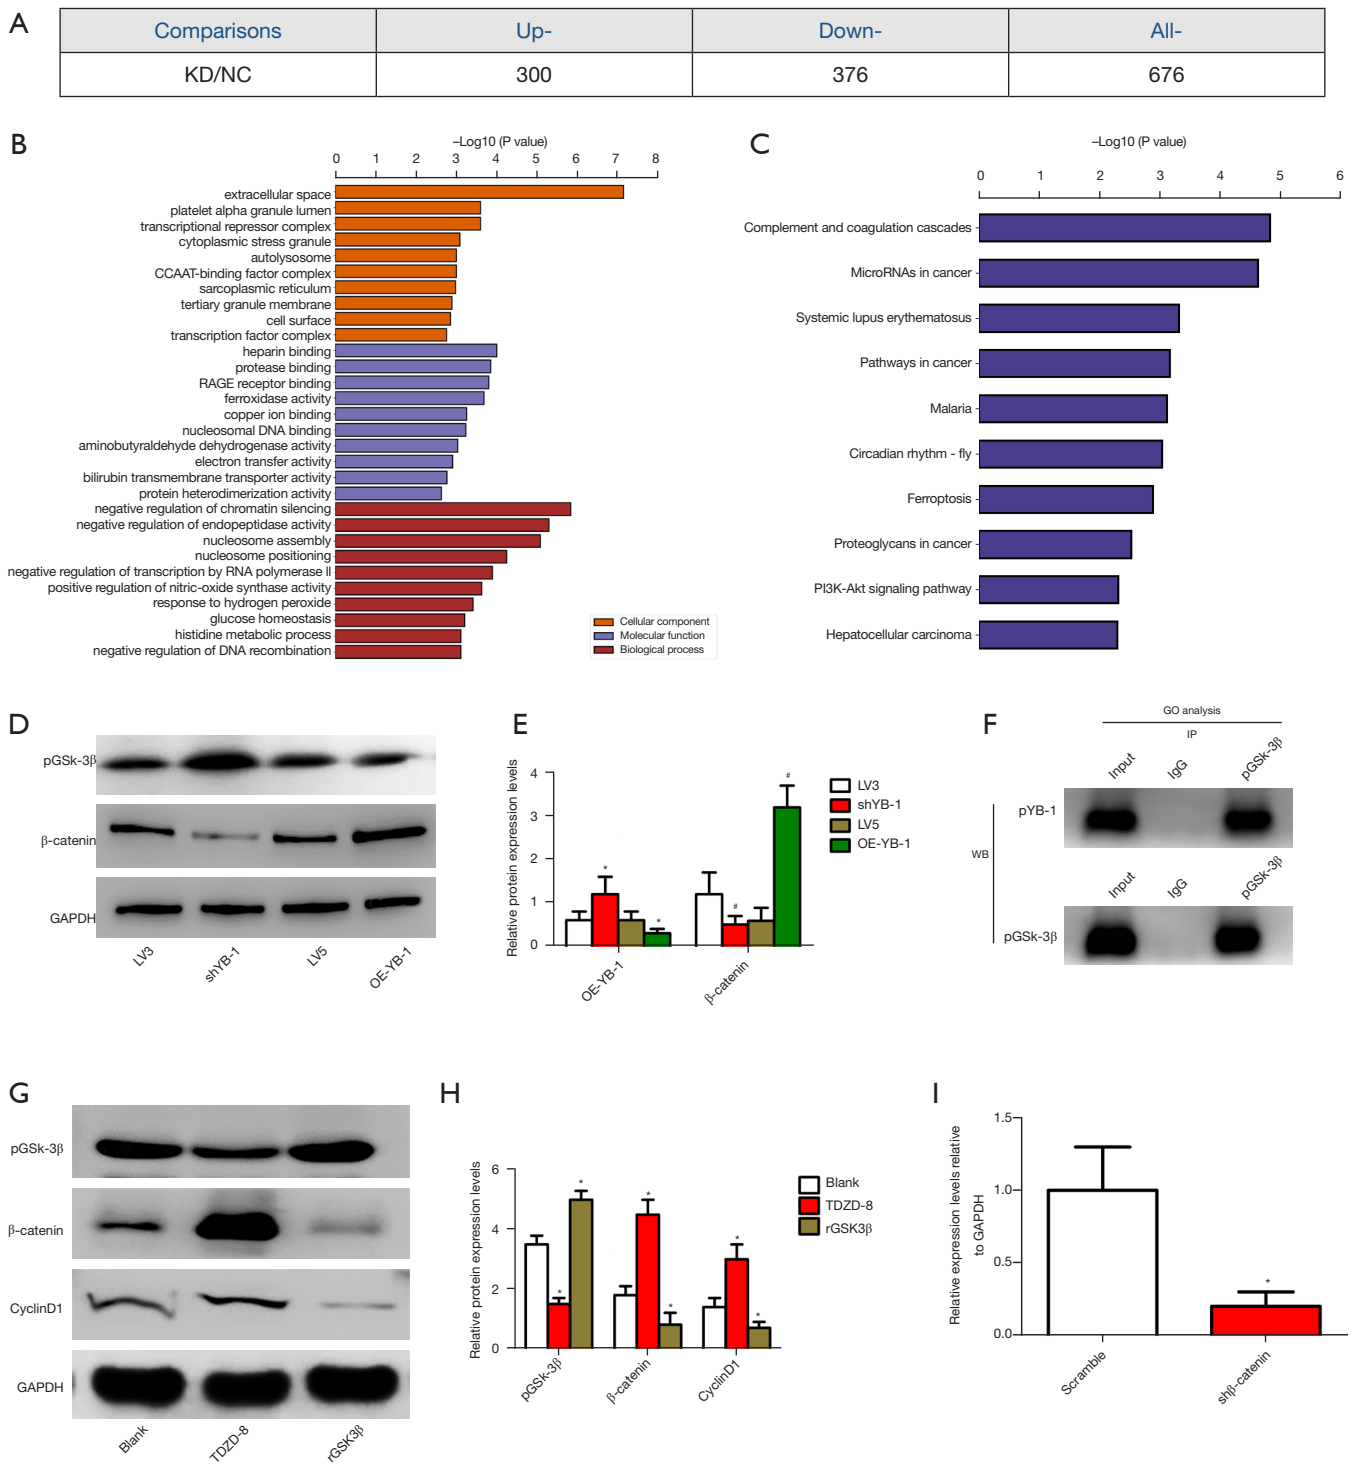 A
Comparisons Up- Down- All-
KD/NC 300 376 676
B
–Log10 (P value)
0 1 2 3 4 5 6 7 8
extracellular space
platelet alpha granule lumen
transcriptional repressor complex
cytoplasmic stress granule
autolysosome
CCAAT-binding factor complex
sarcoplasmic reticulum
tertiary granule membrane
cell surface
transcription factor complex
heparin binding
protease binding
RAGE receptor binding
ferroxidase activity
copper ion binding
nucleosomal DNA binding
aminobutyraldehyde dehydrogenase activity
electron transfer activity
bilirubin transmembrane transporter activity
protein heterodimerization activity
negative regulation of chromatin silencing
negative regulation of endopeptidase activity
nucleosome assembly
nucleosome positioning
negative regulation of transcription by RNA polymerase II
positive regulation of nitric-oxide synthase activity
response to hydrogen peroxide
glucose homeostasis
histidine metabolic process
negative regulation of DNA recombination
Cellular component
Molecular function
Biological process
C
–Log10 (P value)
0 1 2 3 4 5 6
Complement and coagulation cascades
MicroRNAs in cancer
Systemic lupus erythematosus
Pathways in cancer
Malaria
Circadian rhythm - fly
Ferroptosis
Proteoglycans in cancer
PI3K-Akt signaling pathway
Hepatocellular carcinoma
D
pGSk-3β
β-catenin
GAPDH
LV3 shYB-1 LV5 OE-YB-1
E
Relative protein expression levels
4
3
2
1
0
* * # #
OE-YB-1 β-catenin
LV3
shYB-1
LV5
OE-YB-1
F
GO analysis
IP
Input IgG pGSk-3β
pYB-1
WB
Input IgG pGSk-3β
pGSk-3β
G
pGSk-3β
β-catenin
CyclinD1
GAPDH
Blank TDZD-8 rGSK3β
H
Relative protein expression levels
6
4
2
0
* * * * * *
pGSk-3β β-catenin CyclinD1
Blank
TDZD-8
rGSK3β
I
Relative expression levels relative
to GAPDH
1.5
1.0
0.5
0.0
*
Scramble shβ-catenin